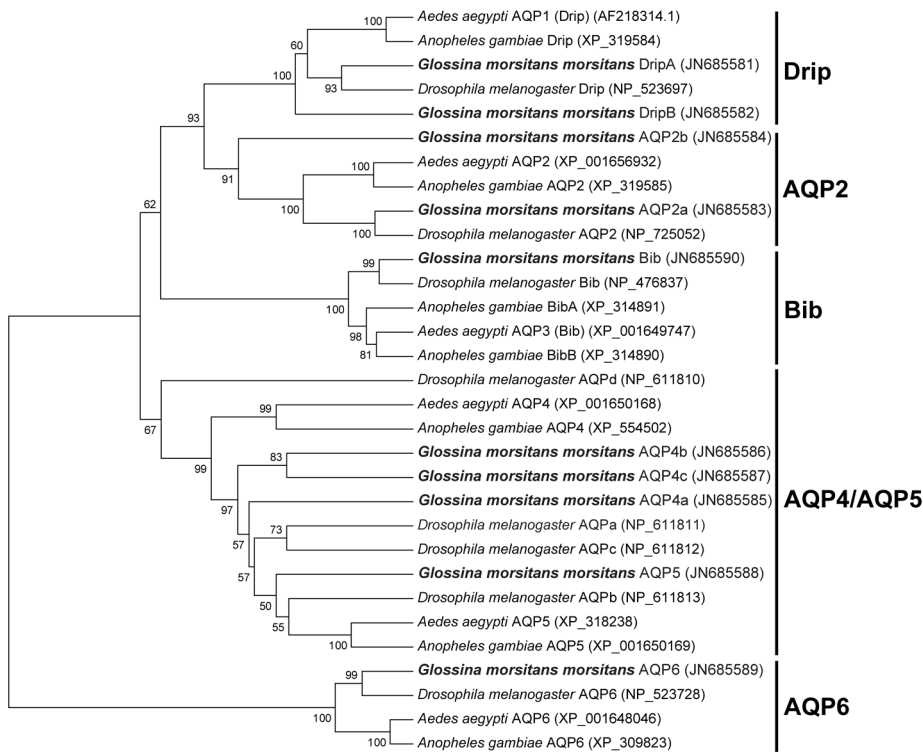 Aedes aegypti AQP1 (Drip) (AF218314.1)
Anopheles gambiae Drip (XP_319584)
Glossina morsitans morsitans DripA (JN685581)
Drosophila melanogaster Drip (NP_523697)
Glossina morsitans morsitans DripB (JN685582)
Drip
Glossina morsitans morsitans AQP2b (JN685584)
Aedes aegypti AQP2 (XP_001656932)
Anopheles gambiae AQP2 (XP_319585)
Glossina morsitans morsitans AQP2a (JN685583)
Drosophila melanogaster AQP2 (NP_725052)
AQP2
Glossina morsitans morsitans Bib (JN685590)
Drosophila melanogaster Bib (NP_476837)
Anopheles gambiae BibA (XP_314891)
Aedes aegypti AQP3 (Bib) (XP_001649747)
Anopheles gambiae BibB (XP_314890)
Bib
Drosophila melanogaster AQPd (NP_611810)
Aedes aegypti AQP4 (XP_001650168)
Anopheles gambiae AQP4 (XP_554502)
Glossina morsitans morsitans AQP4b (JN685586)
Glossina morsitans morsitans AQP4c (JN685587)
Glossina morsitans morsitans AQP4a (JN685585)
Drosophila melanogaster AQPa (NP_611811)
Drosophila melanogaster AQPc (NP_611812)
Glossina morsitans morsitans AQP5 (JN685588)
Drosophila melanogaster AQPb (NP_611813)
Aedes aegypti AQP5 (XP_318238)
Anopheles gambiae AQP5 (XP_001650169)
AQP4/AQP5
Glossina morsitans morsitans AQP6 (JN685589)
Drosophila melanogaster AQP6 (NP_523728)
Aedes aegypti AQP6 (XP_001648046)
Anopheles gambiae AQP6 (XP_309823)
AQP6
100
60
100
93
93
100
91
100
100
62
99
100
98
81
67
99
99
83
97
57
73
57
50
55
100
99
100
100